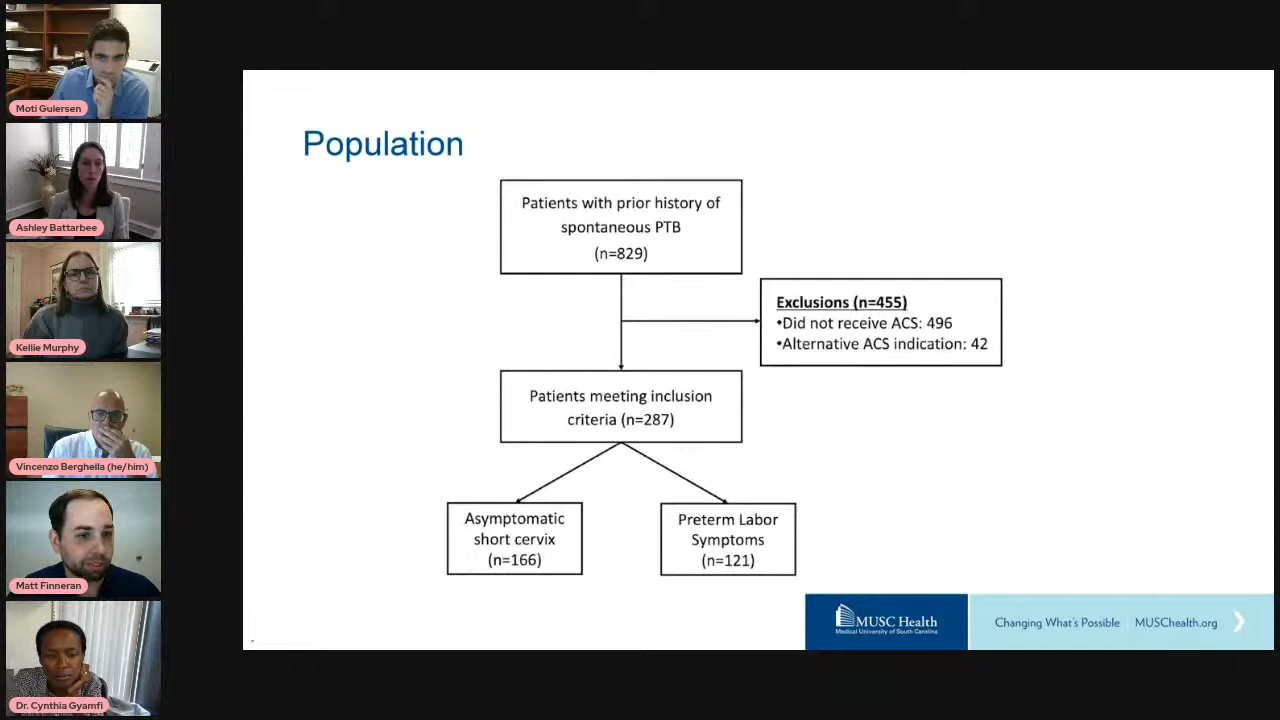 Moti Gulersen
Ashley Battarbee
Kellie Murphy
Vincenzo Berghella (he/him)
Matt Finneran
Dr. Cynthia Gyamfi
Population
Patients with prior history of
spontaneous PTB
(n=829)
Exclusions (n=455)
•Did not receive ACS: 496
•Alternative ACS indication: 42
Patients meeting inclusion
criteria (n=287)
Asymptomatic
short cervix
(n=166)
Preterm Labor
Symptoms
(n=121)
MUSC Health
Medical University of South Carolina
Changing What's Possible
MUSChealth.org